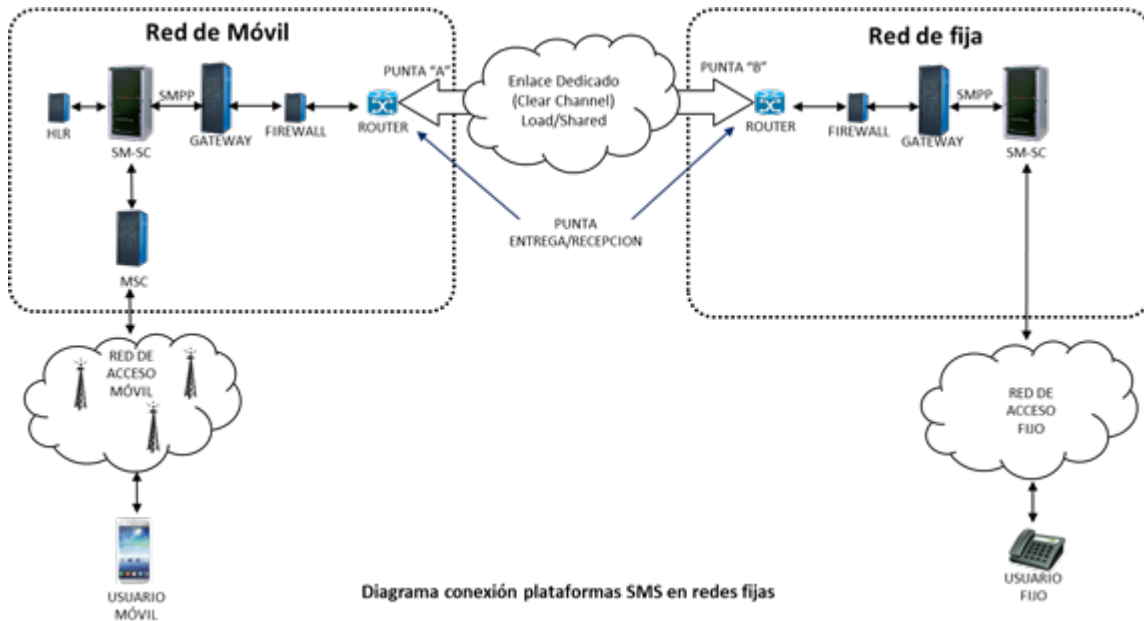 Red de Móvil
Red de fija
PUNTA "A"
Enlace Dedicado
(Clear Channel)
Load/Shared
PUNTA "B"
SMPP
SMPP
HLR
SM-SC
GATEWAY
FIREWALL
ROUTER
ROUTER
FIREWALL
GATEWAY
SM-SC
PUNTA
ENTREGA/RECEPCION
MSC
RED DE
ACCESO
MÓVIL
RED DE
ACCESO
FIJO
USUARIO
MÓVIL
Diagrama conexión plataformas SMS en redes fijas
USUARIO
FIJO